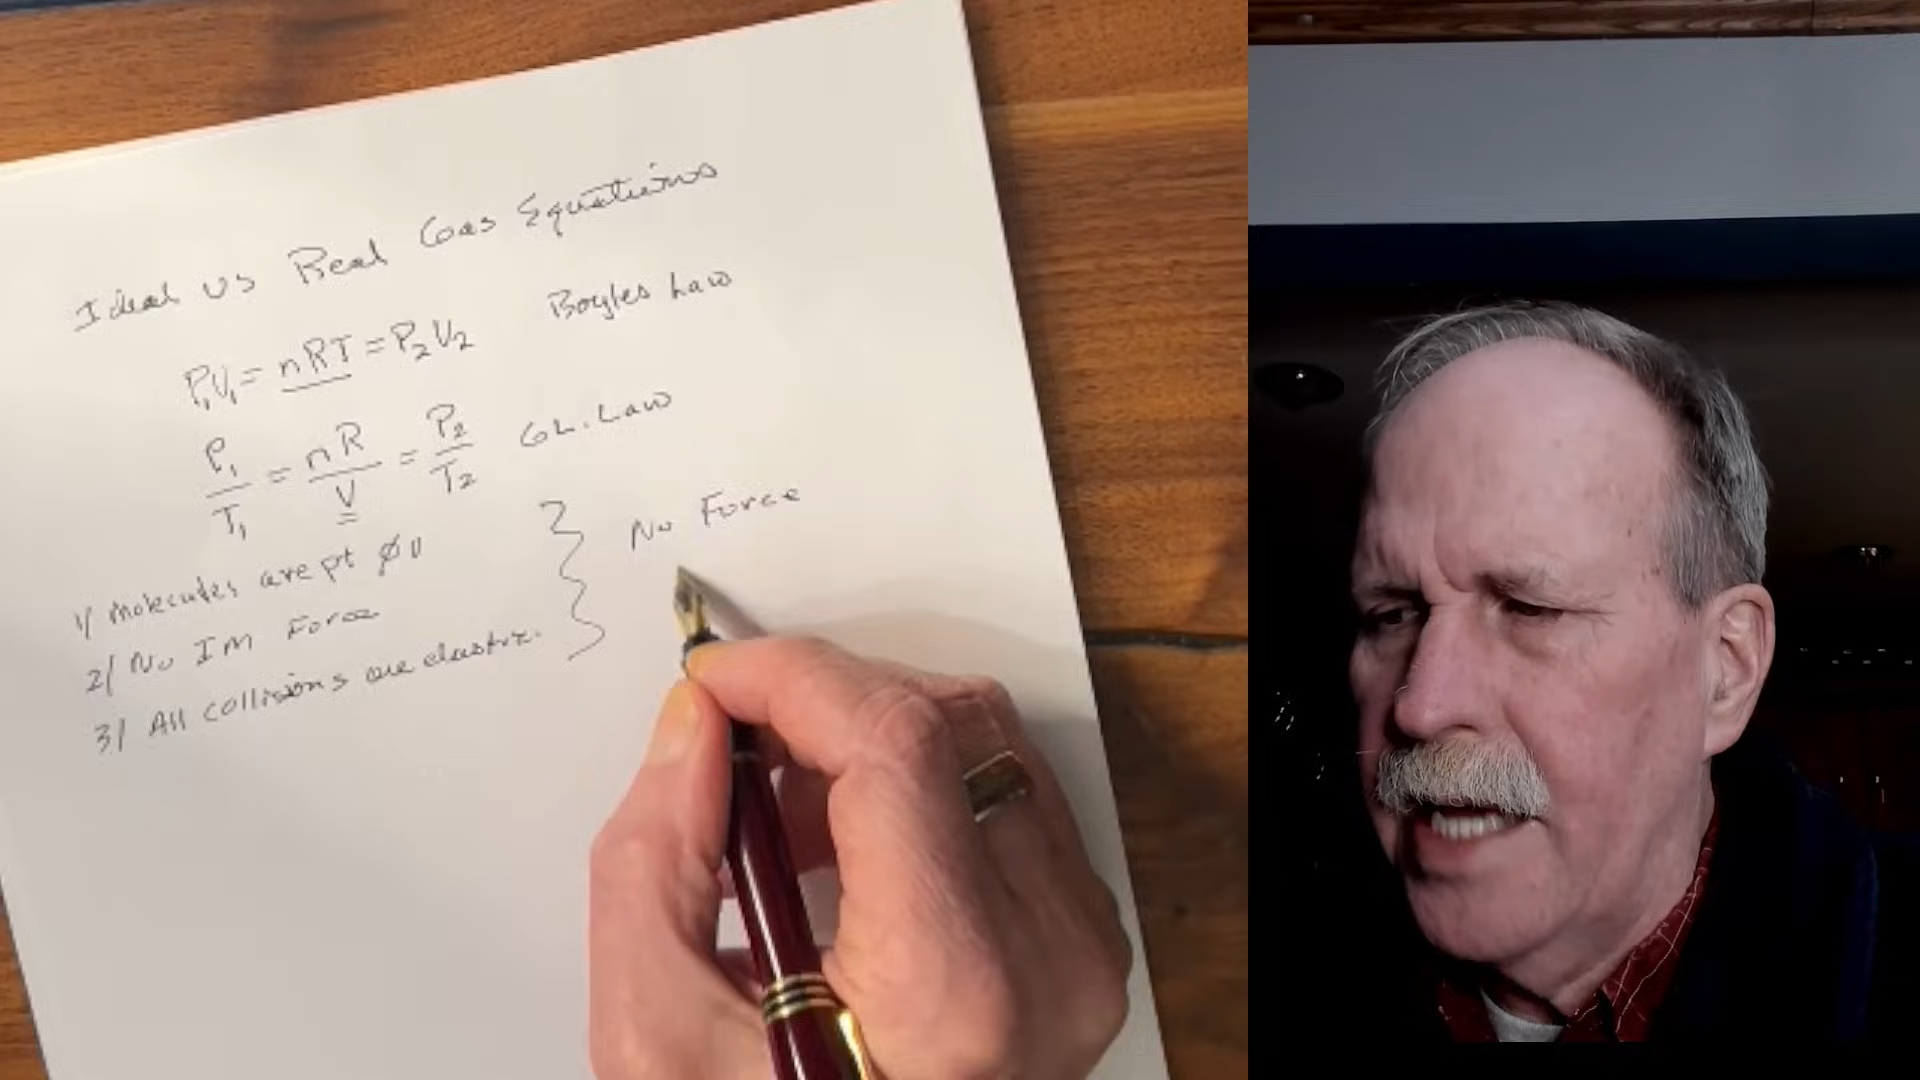 Ideal vs Real Gas Equations
P₁V₁ = nRT = P₂V₂ Boyles Law
P₁/T₁ = nR/V = P₂/T₂ GL. Law
1/ Molecules are pt ∅ V
2/ No IM Force
3/ All collisions are elastic.
No Force